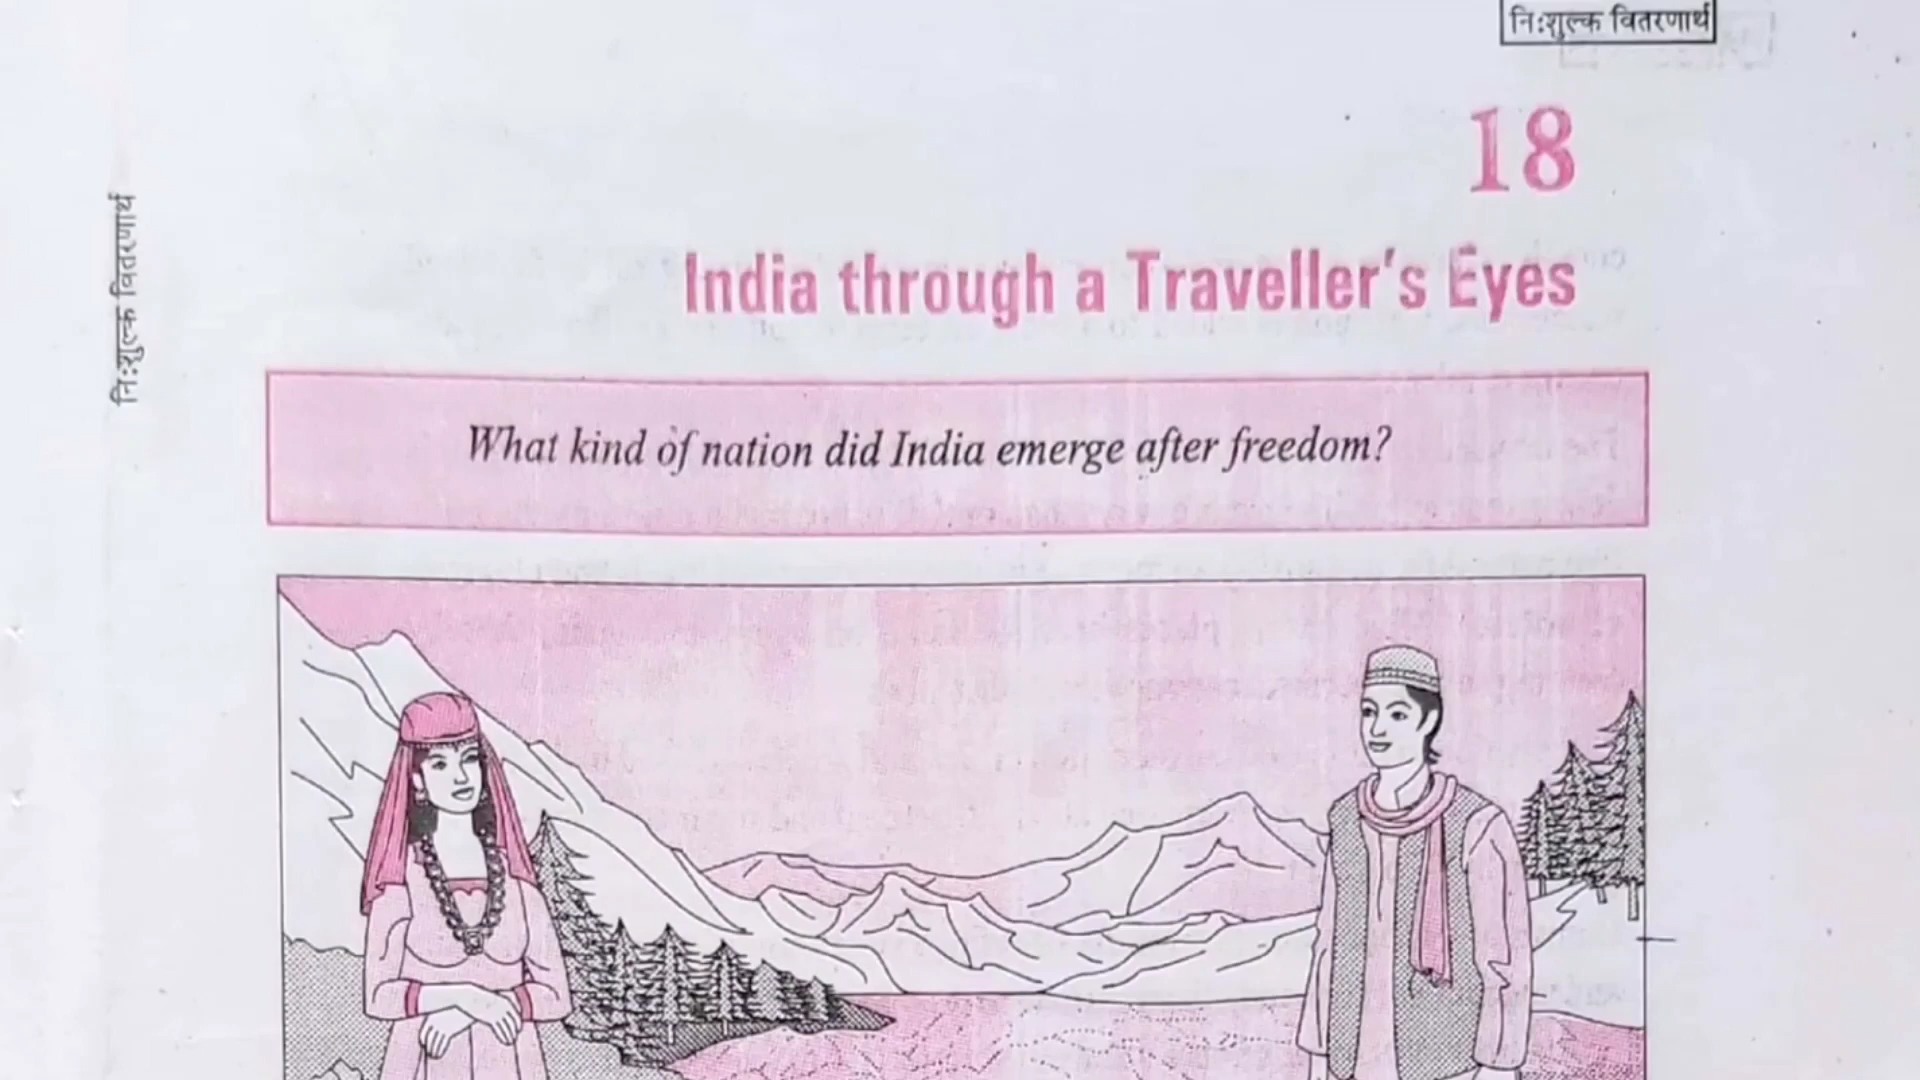 नि:शुल्क वितरणार्थ
18
नि:शुल्क वितरणार्थ
India through a Traveller's Eyes
What kind of nation did India emerge after freedom?